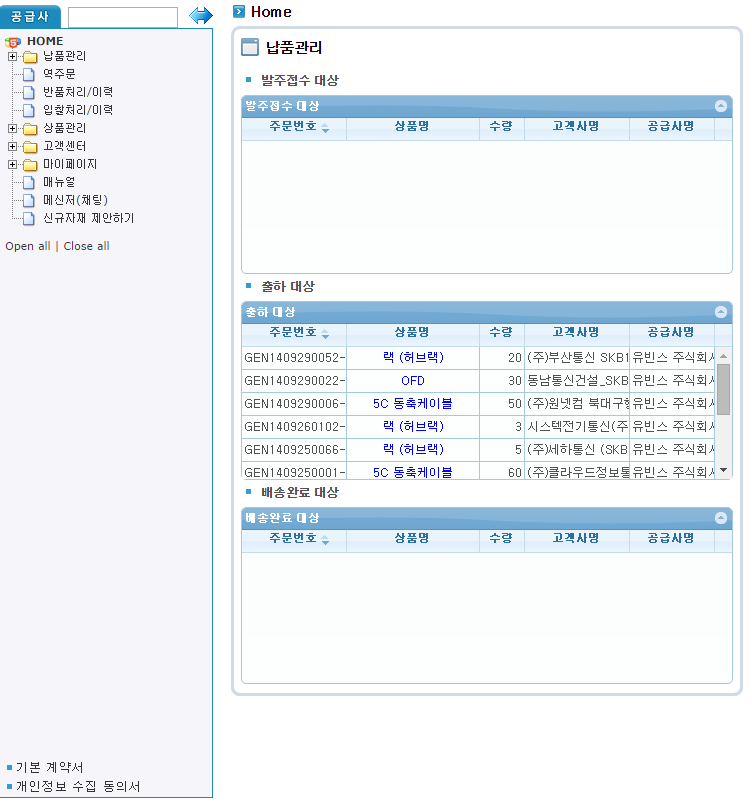 공급사
HOME
납품관리
역주문
반품처리/이력
입찰처리/이력
상품관리
고객센터
마이페이지
매뉴얼
메신저(채팅)
신규자재 제안하기
Open all | Close all
기본 계약서
개인정보 수집 동의서
Home
납품관리
발주접수 대상
발주접수 대상
주문번호 상품명 수량 고객사명 공급사명
출하 대상
출하 대상
주문번호 상품명 수량 고객사명 공급사명
GEN1409290052- 랙 (허브랙) 20 (주)부산통신 SKB1 유빈스 주식회사
GEN1409290022- OFD 30 동남통신건설_SKB 유빈스 주식회사
GEN1409290006- 5C 동축케이블 50 (주)원넷컴 북대구 유빈스 주식회사
GEN1409260102- 랙 (허브랙) 3 시스텍전기통신(주 유빈스 주식회사
GEN1409250066- 랙 (허브랙) 5 (주)세하통신 (SKB 유빈스 주식회사
GEN1409250001- 5C 동축케이블 60 (주)클라우드정보통 유빈스 주식회사
배송완료 대상
배송완료 대상
주문번호 상품명 수량 고객사명 공급사명